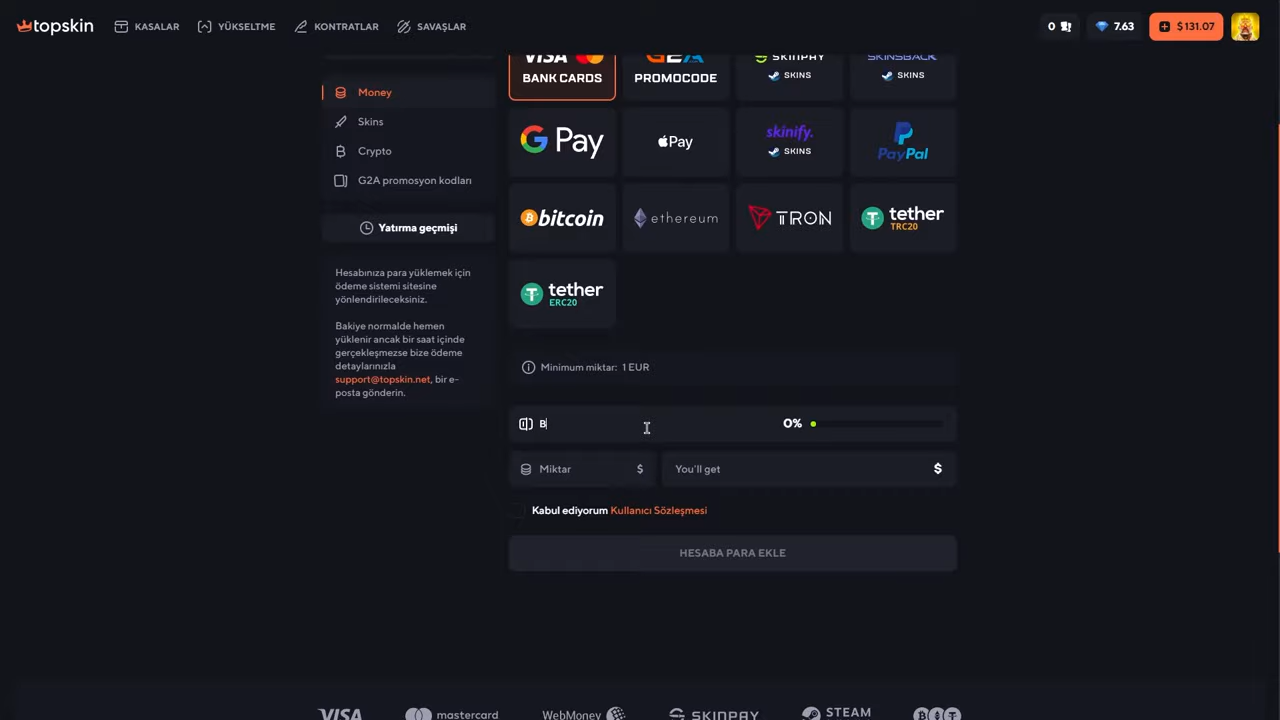 topskin KASALAR YÜKSELTME KONTRATLAR SAVAŞLAR 0 7.63 $131.07
VISA
BANK CARDS
G2A
PROMOCODE
SKINPAY
SKINS
SKINSBACK
SKINS
Money
Skins
Crypto
G2A promosyon kodları
Yatırma geçmişi
Hesabınıza para yüklemek için
ödeme sistemi sitesine
yönlendirileceksiniz.
Bakiye normalde hemen
yüklenir ancak bir saat içinde
gerçekleşmezse bize ödeme
detaylarınızla
support@topskin.net, bir e-
posta gönderin.
G Pay
Pay
skinify.
SKINS
PayPal
bitcoin
ethereum
TRON
tether
TRC20
tether
ERC20
Minimum miktar: 1 EUR
B 0%
Miktar $ You'll get $
Kabul ediyorum Kullanıcı Sözleşmesi
HESABA PARA EKLE
VISA mastercard WebMoney SKINPAY STEAM